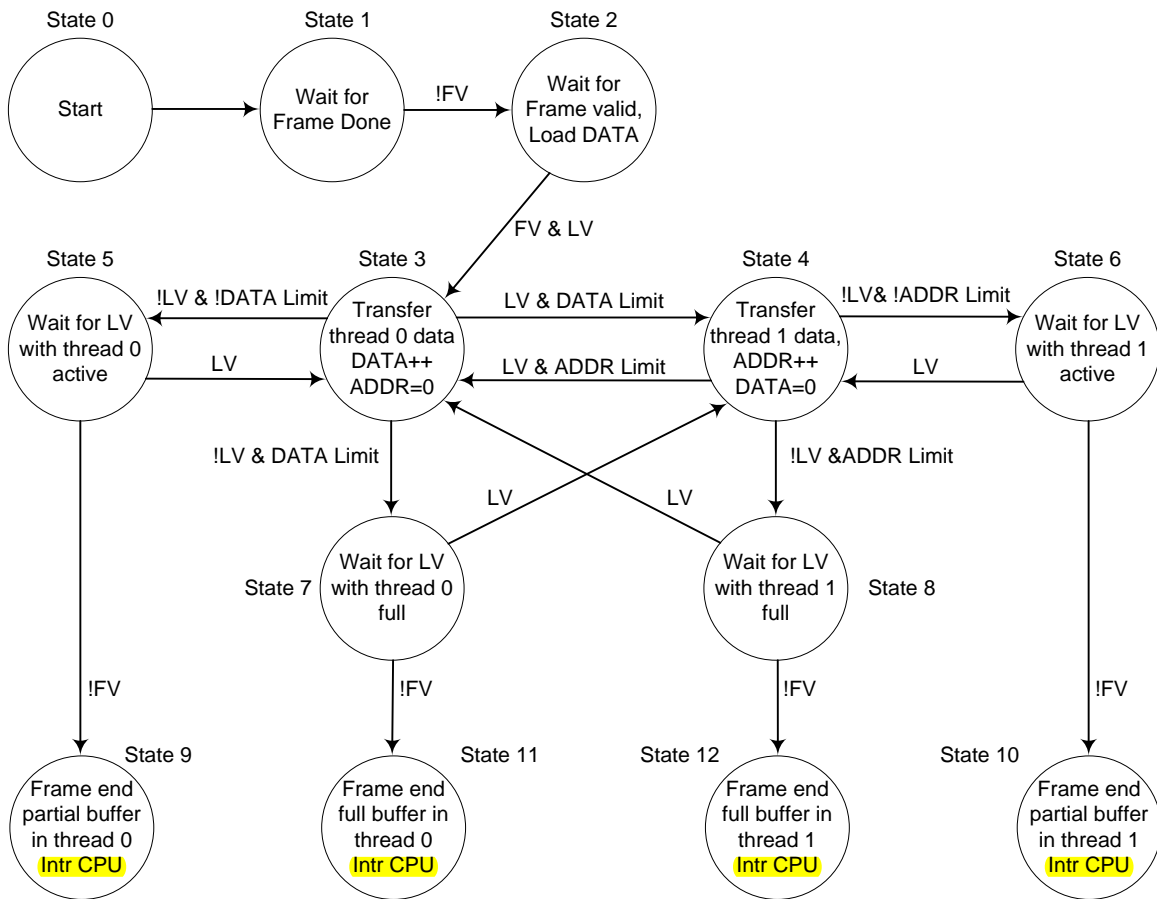 State 0
State 1
State 2
Start
Wait for
Frame Done
!FV
Wait for
Frame valid,
Load DATA
FV & LV
State 5
State 3
State 4
State 6
Wait for LV
with thread 0
active
!LV & !DATA Limit
LV
Transfer
thread 0 data
DATA++
ADDR=0
LV & DATA Limit
LV & ADDR Limit
Transfer
thread 1 data,
ADDR++
DATA=0
!LV& !ADDR Limit
LV
Wait for LV
with thread 1
active
!LV & DATA Limit
!LV &ADDR Limit
LV
LV
State 7
Wait for LV
with thread 0
full
Wait for LV
with thread 1
full
State 8
!FV
!FV
!FV
!FV
State 9
State 11
State 12
State 10
Frame end
partial buffer
in thread 0
Intr CPU
Frame end
full buffer in
thread 0
Intr CPU
Frame end
full buffer in
thread 1
Intr CPU
Frame end
partial buffer
in thread 1
Intr CPU